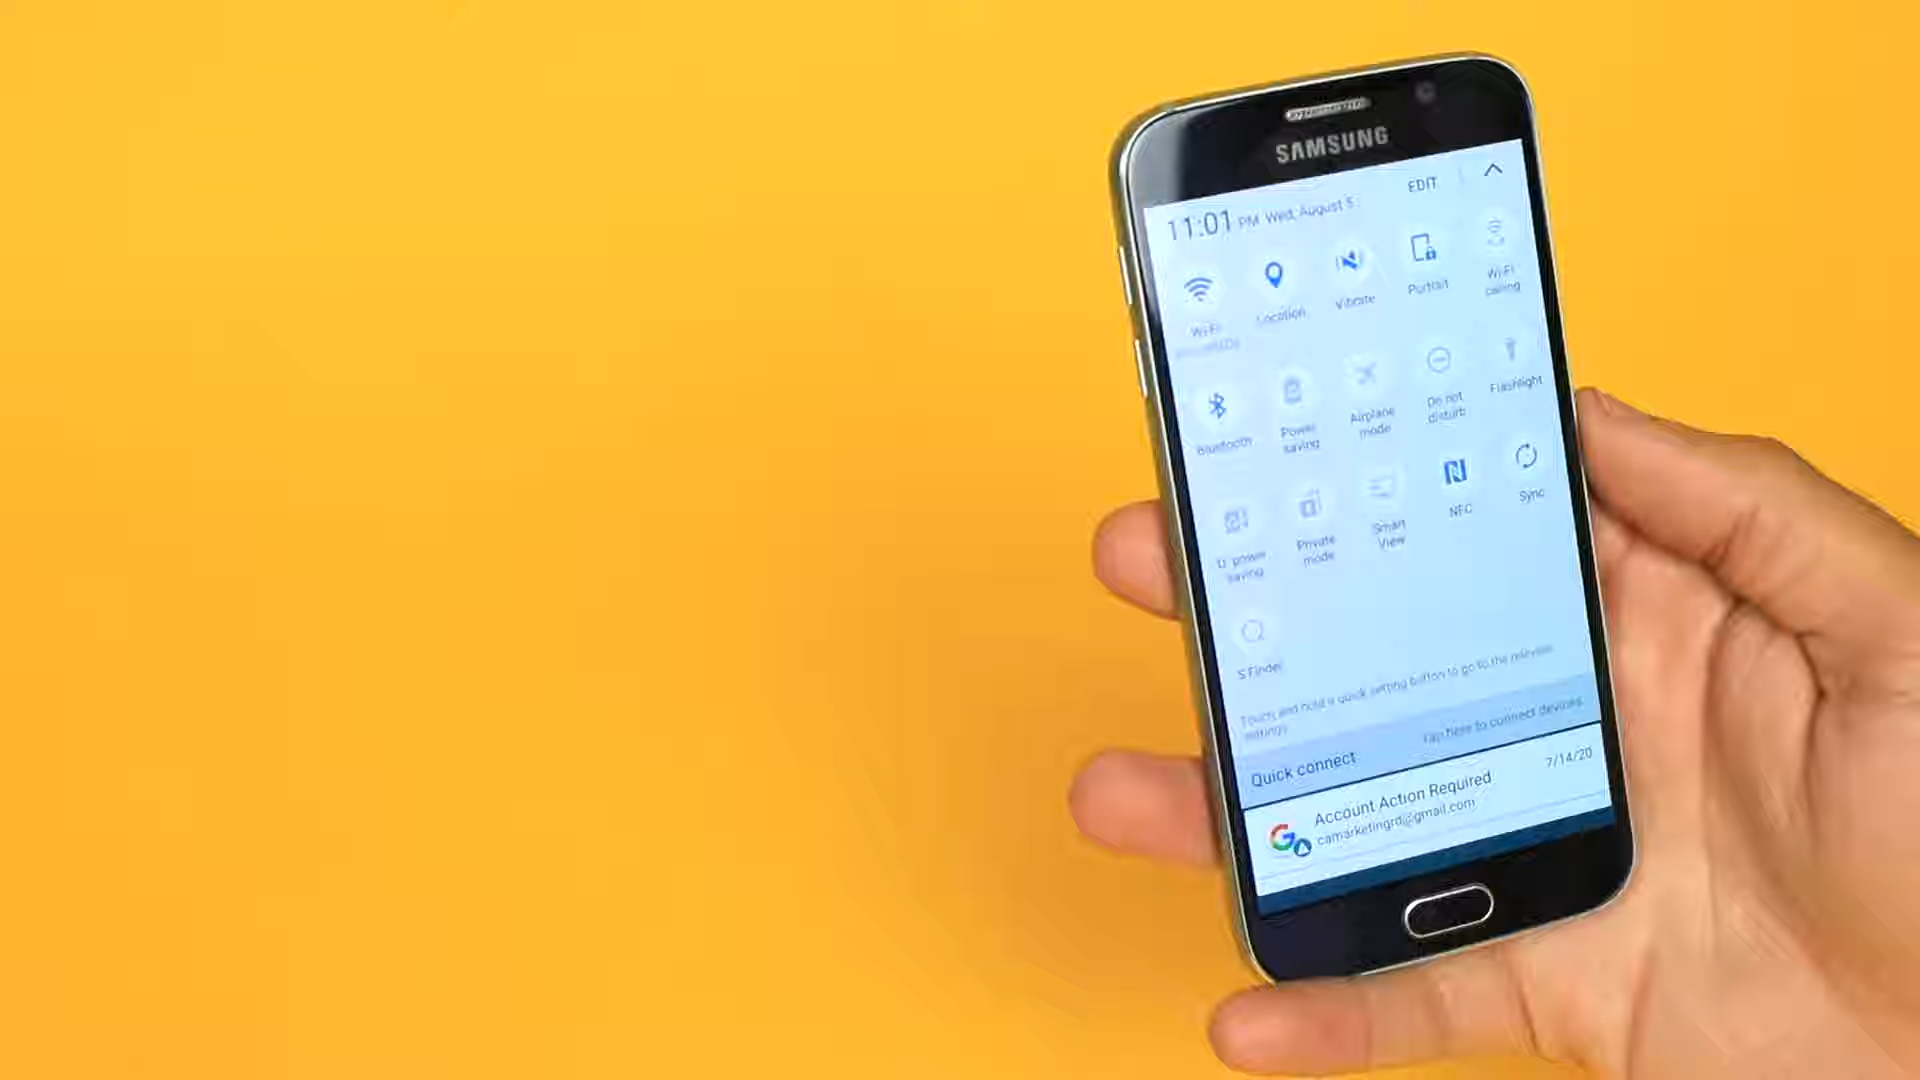 SAMSUNG
EDIT
11:01 PM Wed, August 5
Wi-Fi
Location
Vibrate
Portrait
Wi-Fi
calling
Bluetooth
Power
saving
Airplane
mode
Do not
disturb
Flashlight
U. power
saving
Private
mode
Smart
View
NFC
Sync
S Finder
Touch and hold a quick setting button to go to the relevant
settings.
Quick connect
Tap here to connect devices.
Account Action Required
7/14/20
camarketingrd@gmail.com